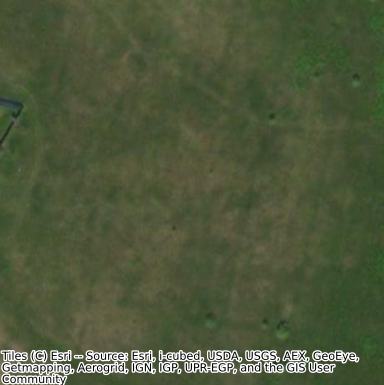 Tiles (C) Esri -- Source: Esri, i-cubed, USDA, USGS, AEX, GeoEye,
Getmapping, Aerogrid, IGN, IGP, UPR-EGP, and the GIS User
Community